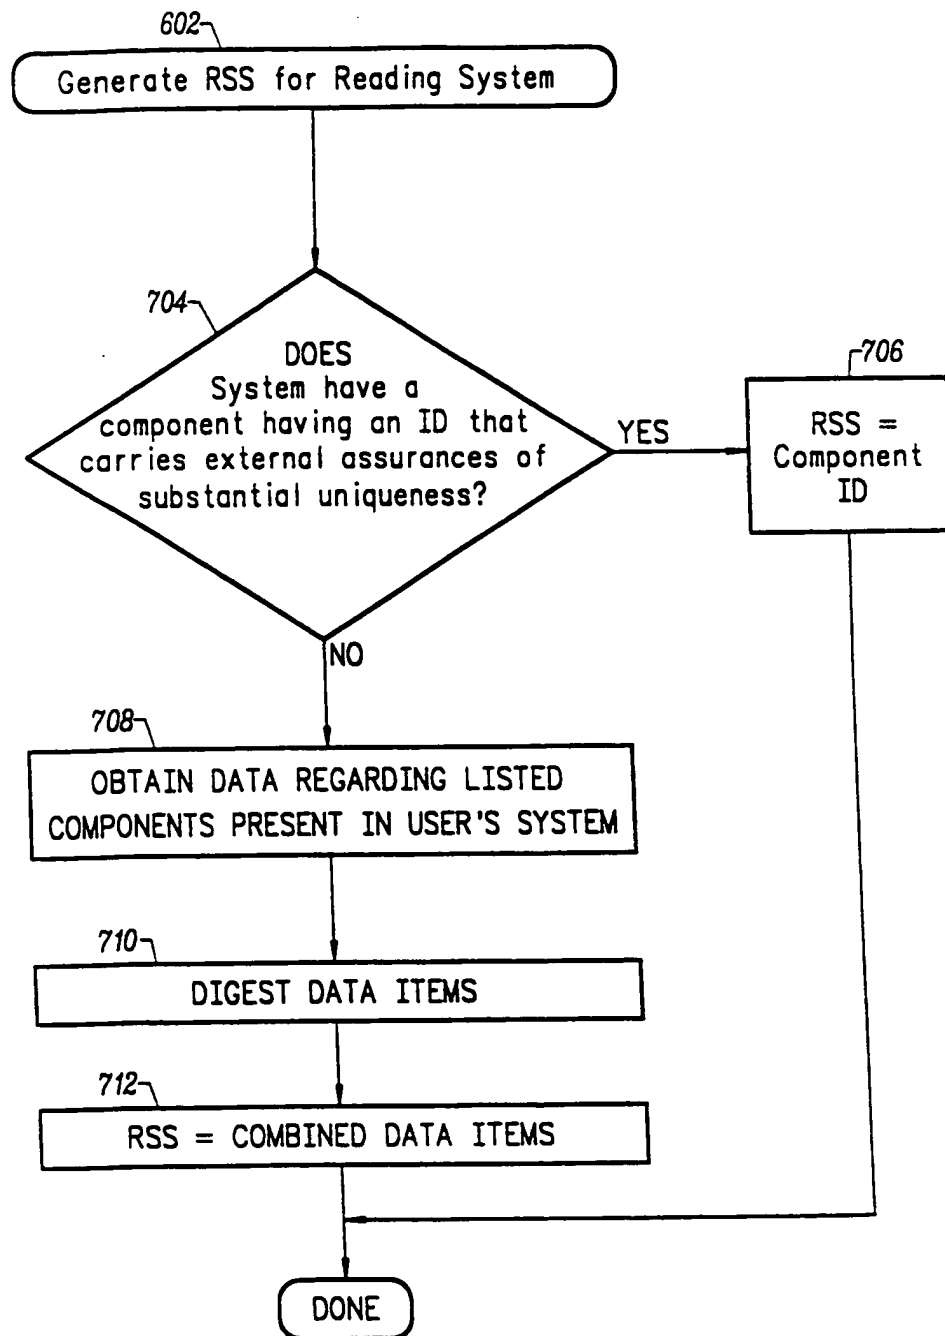 602
Generate RSS for Reading System
704
DOES
System have a
component having an ID that
carries external assurances of
substantial uniqueness?
YES
706
RSS =
Component
ID
NO
708
OBTAIN DATA REGARDING LISTED
COMPONENTS PRESENT IN USER'S SYSTEM
710
DIGEST DATA ITEMS
712
RSS = COMBINED DATA ITEMS
DONE